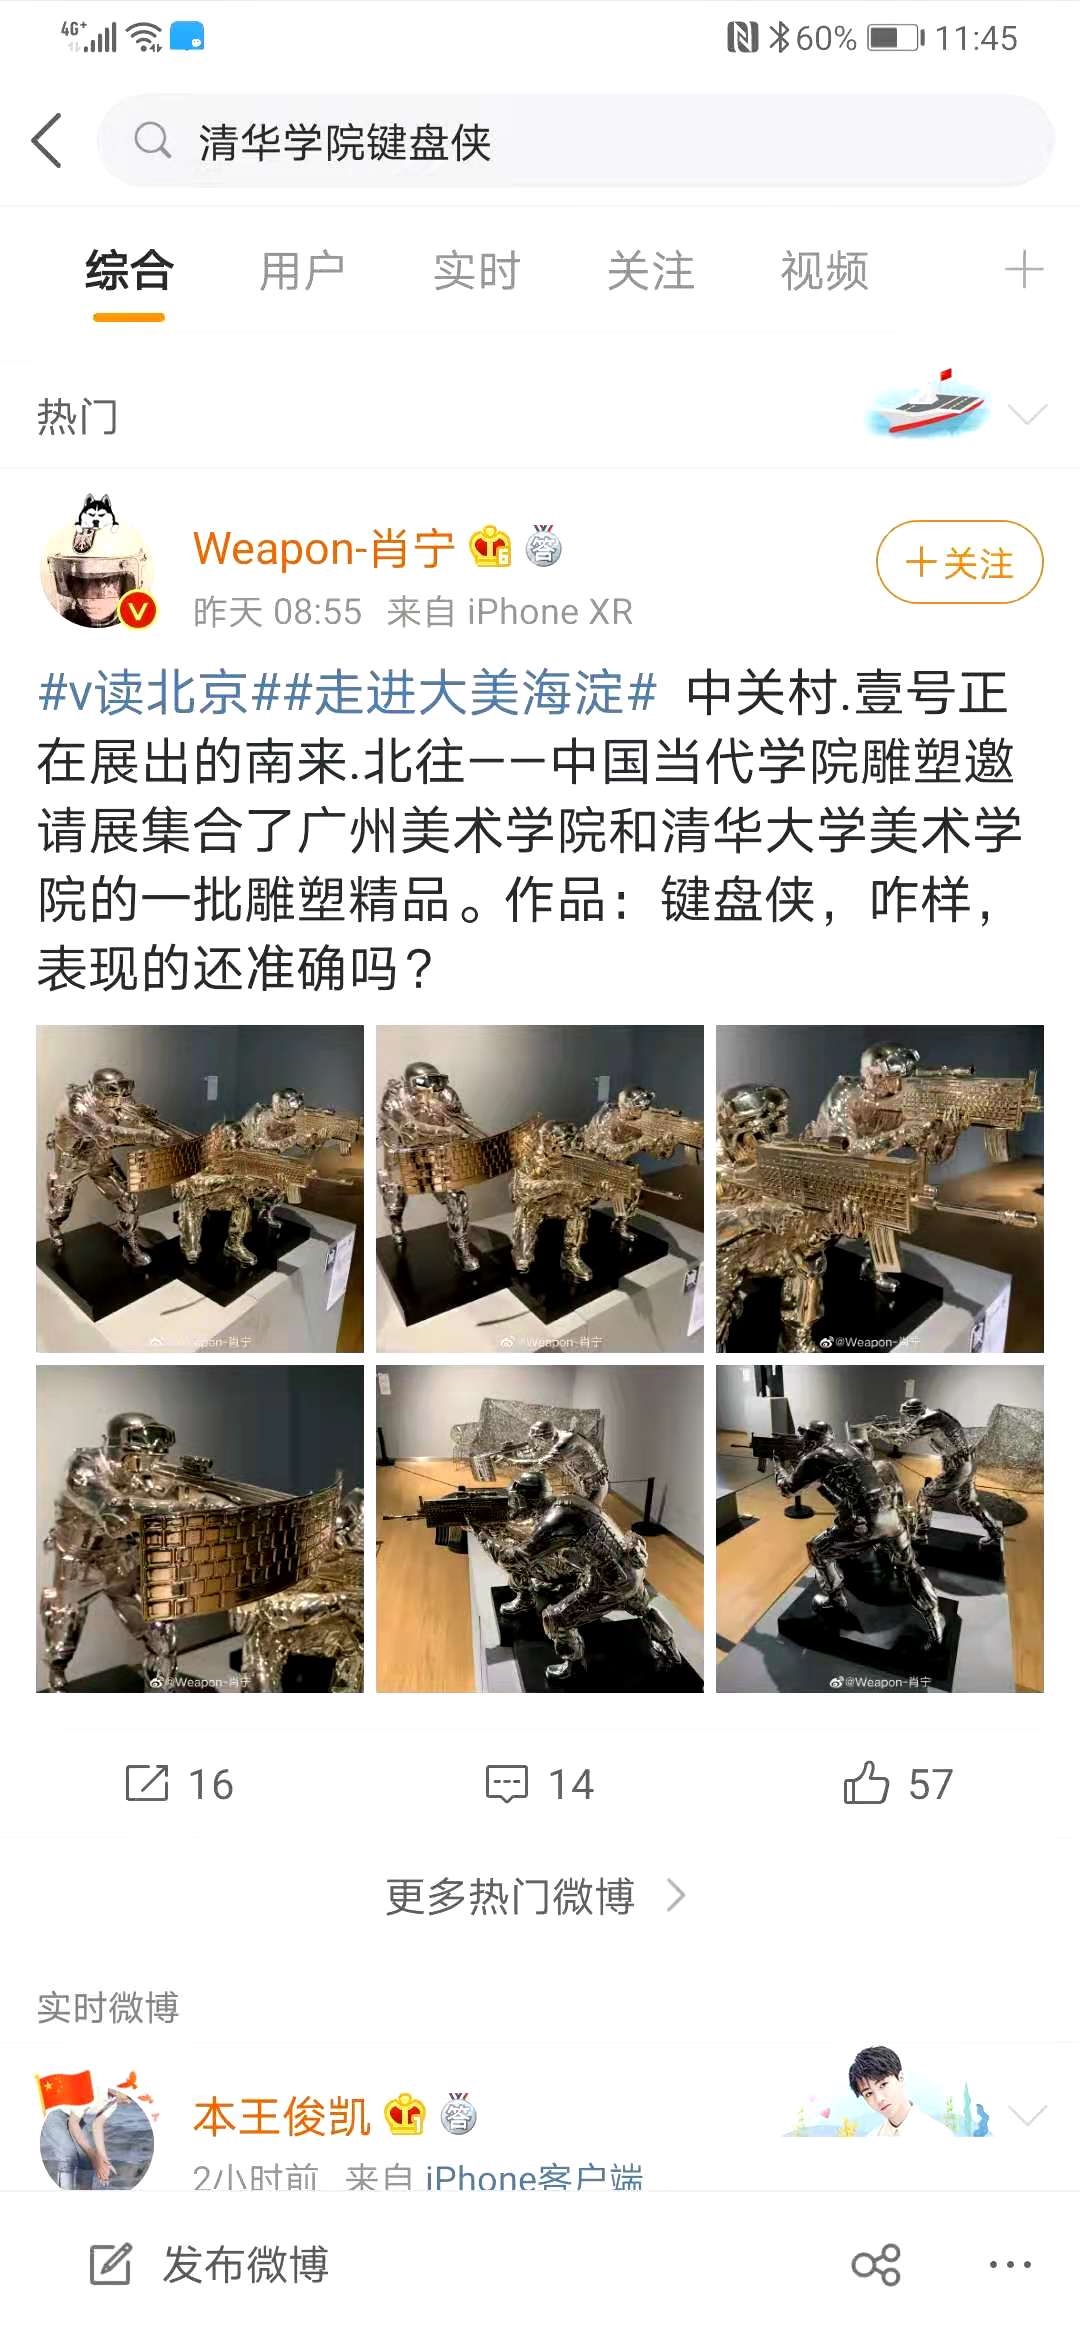 4G+
60% 11:45
清华学院键盘侠
综合 用户 实时 关注 视频
热门
Weapon-肖宁
答
+关注
昨天 08:55 来自 iPhone XR
#v读北京##走进大美海淀# 中关村.壹号正
在展出的南来.北往——中国当代学院雕塑邀
请展集合了广州美术学院和清华大学美术学
院的一批雕塑精品。作品：键盘侠，咋样，
表现的还准确吗？
@Weapon-肖宁
@Weapon-肖宁
@Weapon-肖宁
@Weapon-肖宁
@Weapon-肖宁
16 14 57
更多热门微博
实时微博
本王俊凯
答
2小时前 来自 iPhone客户端
发布微博